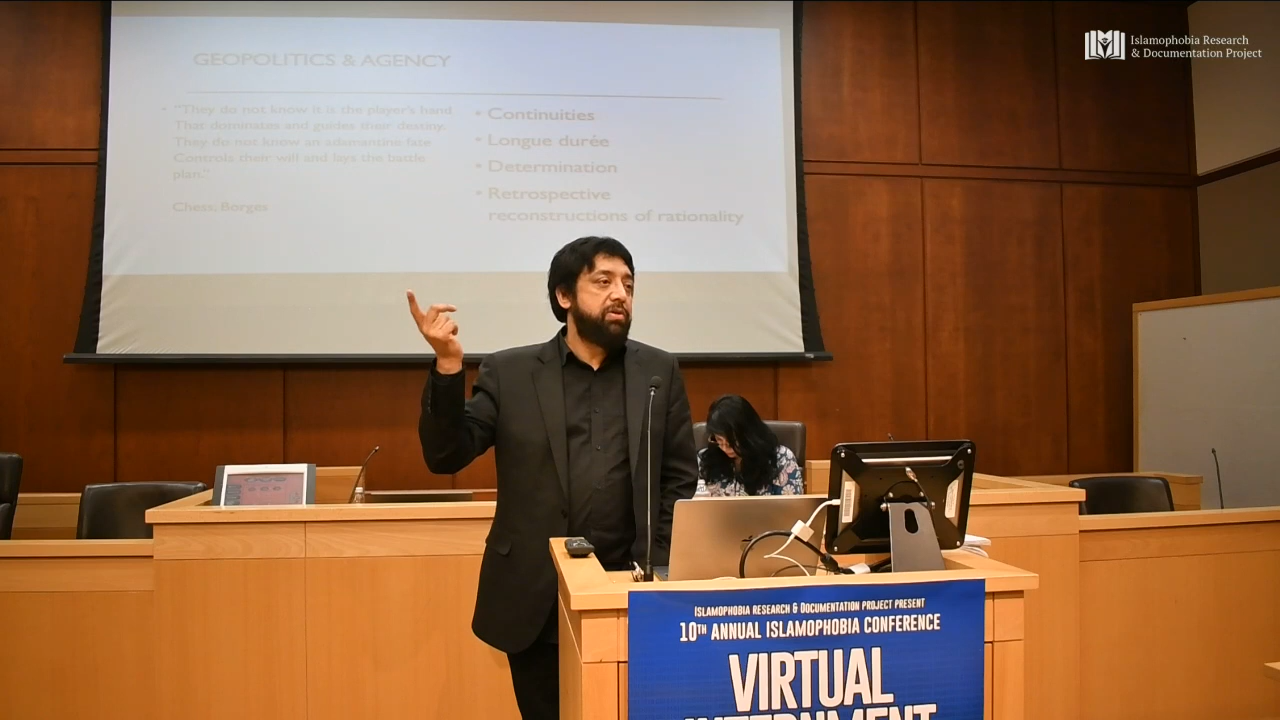 Islamophobia Research
& Documentation Project
GEOPOLITICS & AGENCY
• "They do not know it is the player's hand
That dominates and guides their destiny.
They do not know an adamantine fate
Controls their will and lays the battle
plan."
Chess, Borges
• Continuities
• Longue durée
• Determination
• Retrospective
reconstructions of rationality
ISLAMOPHOBIA RESEARCH & DOCUMENTATION PROJECT PRESENT
10TH ANNUAL ISLAMOPHOBIA CONFERENCE
VIRTUAL
INTERNMENT